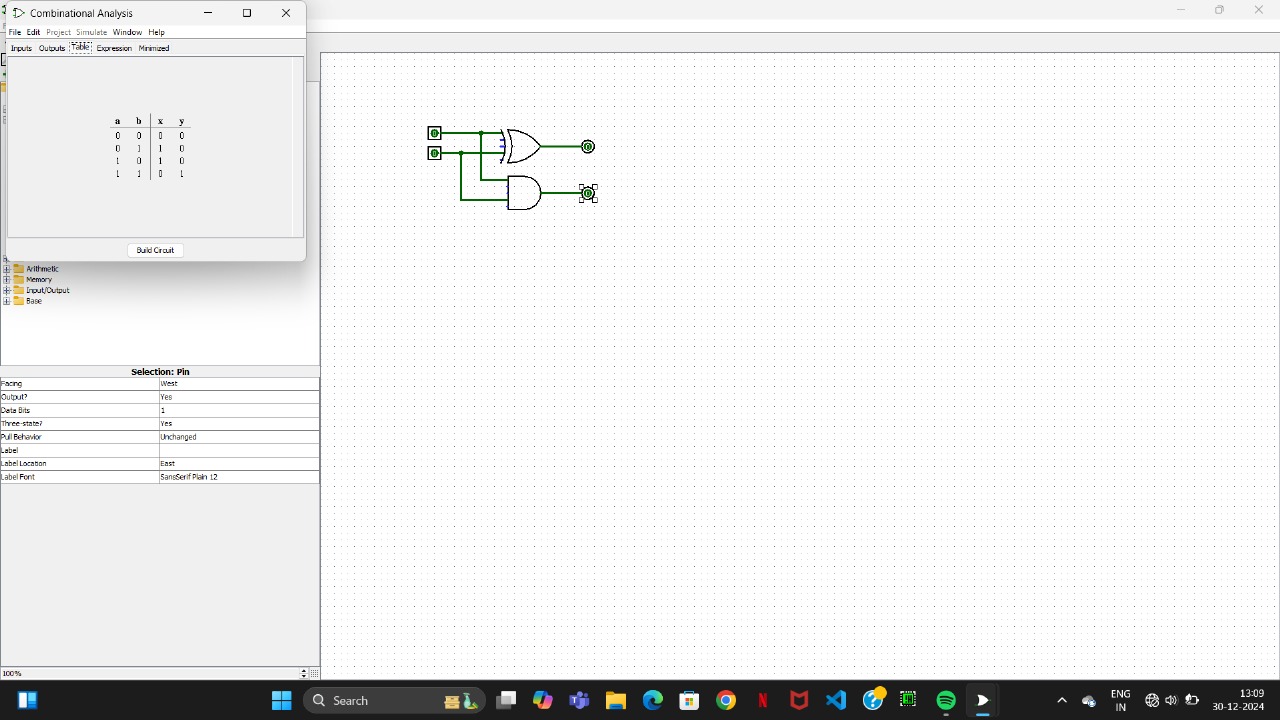 Combinational Analysis
File Edit Project Simulate Window Help
Inputs Outputs Table Expression Minimized
a b x y
0 0 0 0
0 1 1 0
1 0 1 0
1 1 0 1
Build Circuit
Arithmetic
Memory
Input/Output
Base
Selection: Pin
Facing West
Output? Yes
Data Bits 1
Three-state? Yes
Pull Behavior Unchanged
Label
Label Location East
Label Font SansSerif Plain 12
100%
0
0
0
0
Search
ENG
IN
13:09
30-12-2024